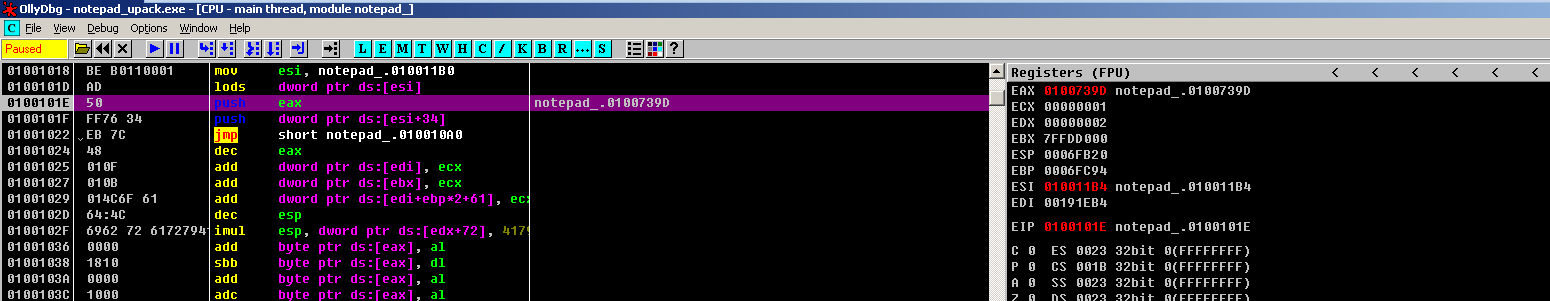 OllyDbg - notepad_upack.exe - [CPU - main thread, module notepad_]
C File View Debug Options Window Help
Paused L E M T W H C / K B R ... S ?
01001018 BE B0110001 mov esi, notepad_.010011B0
0100101D AD lods dword ptr ds:[esi]
0100101E 50 push eax notepad_.0100739D
0100101F FF76 34 push dword ptr ds:[esi+34]
01001022 EB 7C jmp short notepad_.010010A0
01001024 48 dec eax
01001025 010F add dword ptr ds:[edi], ecx
01001027 010B add dword ptr ds:[ebx], ecx
01001029 014C6F 61 add dword ptr ds:[edi+ebp*2+61], ecx
0100102D 64:4C dec esp
0100102F 6962 72 6172794 imul esp, dword ptr ds:[edx+72], 4179
01001036 0000 add byte ptr ds:[eax], al
01001038 1810 sbb byte ptr ds:[eax], dl
0100103A 0000 add byte ptr ds:[eax], al
0100103C 1000 adc byte ptr ds:[eax], al
Registers (FPU) < < < < < <
EAX 0100739D notepad_.0100739D
ECX 00000001
EDX 00000002
EBX 7FFDD000
ESP 0006FB20
EBP 0006FC94
ESI 010011B4 notepad_.010011B4
EDI 00191EB4
EIP 0100101E notepad_.0100101E
C 0 ES 0023 32bit 0(FFFFFFFF)
P 0 CS 001B 32bit 0(FFFFFFFF)
A 0 SS 0023 32bit 0(FFFFFFFF)
Z 0 DS 0023 32bit 0(FFFFFFFF)